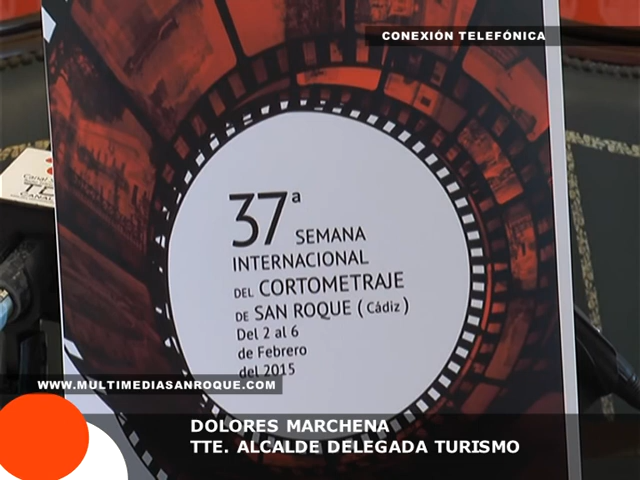 CONEXIÓN TELEFÓNICA
37ª SEMANA
INTERNACIONAL
DEL CORTOMETRAJE
DE SAN ROQUE (Cádiz)
Del 2 al 6
de Febrero
del 2015
WWW.MULTIMEDIASANROQUE.COM
DOLORES MARCHENA
TTE. ALCALDE DELEGADA TURISMO